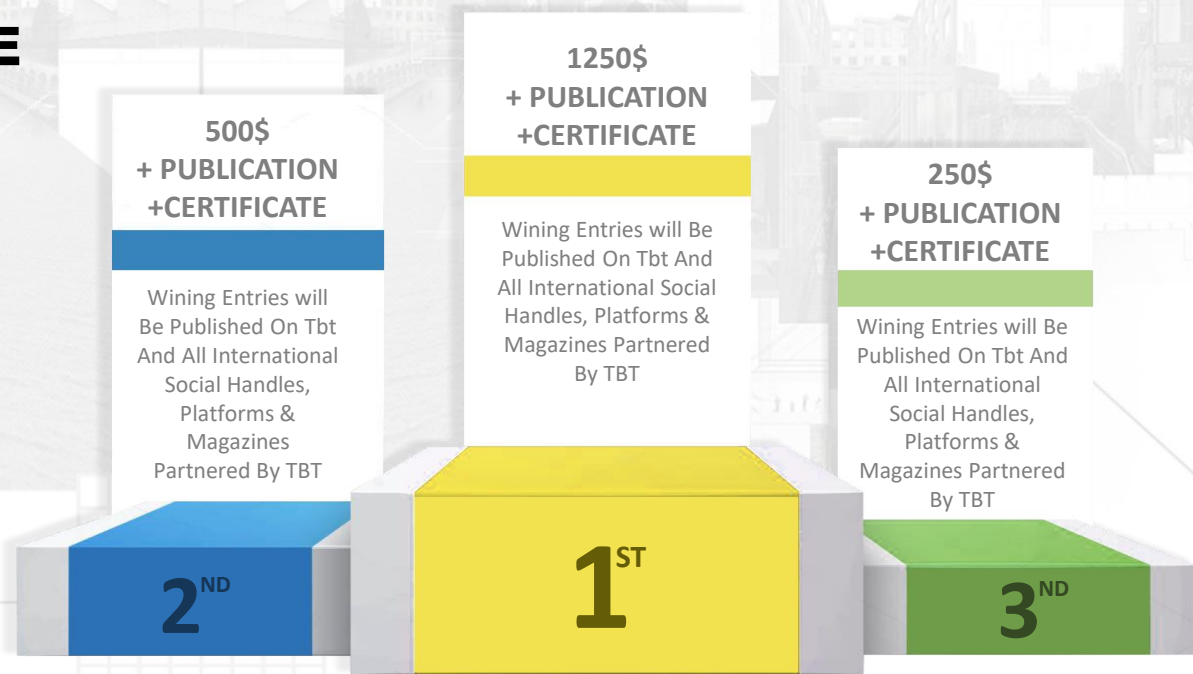 E
500$
+ PUBLICATION
+CERTIFICATE
Wining Entries will
Be Published On Tbt
And All International
Social Handles,
Platforms &
Magazines
Partnered By TBT
2ND
1250$
+ PUBLICATION
+CERTIFICATE
Wining Entries will Be
Published On Tbt And
All International Social
Handles, Platforms &
Magazines Partnered
By TBT
1ST
250$
+ PUBLICATION
+CERTIFICATE
Wining Entries will Be
Published On Tbt And
All International
Social Handles,
Platforms &
Magazines Partnered
By TBT
3ND